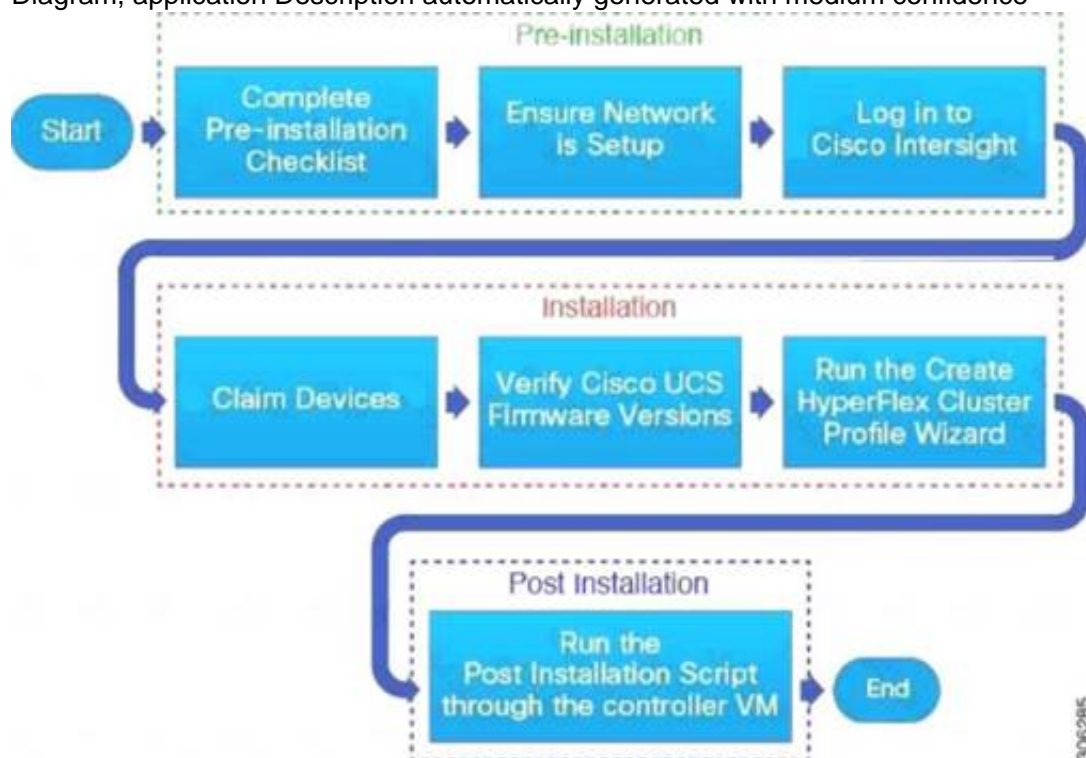 Diagram, application Description automatically generated with medium confidence
Pre-installation
Start
Complete
Pre-installation
Checklist
Ensure Network
is Setup
Log in to
Cisco Intersight
Installation
Claim Devices
Verify Cisco UCS
Firmware Versions
Run the Create
HyperFlex Cluster
Profile Wizard
Post Installation
Run the
Post Installation Script
through the controller VM
End
306285